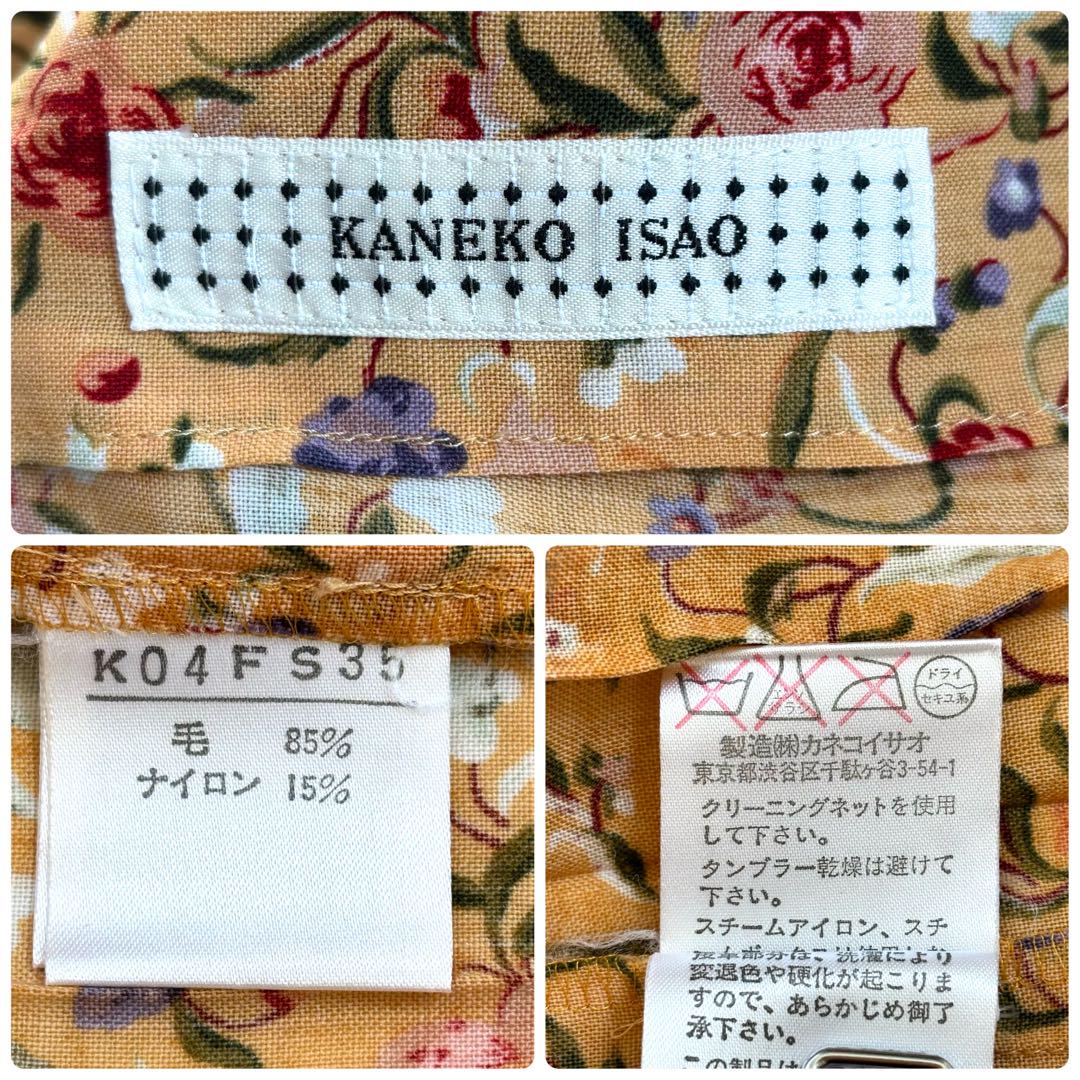 KANEKO ISAO
K04FS35
毛 85%
ナイロン 15%
ドライ
セキユ系
製造㈱カネコイサオ
東京都渋谷区千駄ヶ谷3-54-1
クリーニングネットを使用
して下さい。
タンブラー乾燥は避けて
下さい。
スチームアイロン、スチ
変退色や硬化が起こりま
すので、あらかじめ御了
承下さい。
この製品は